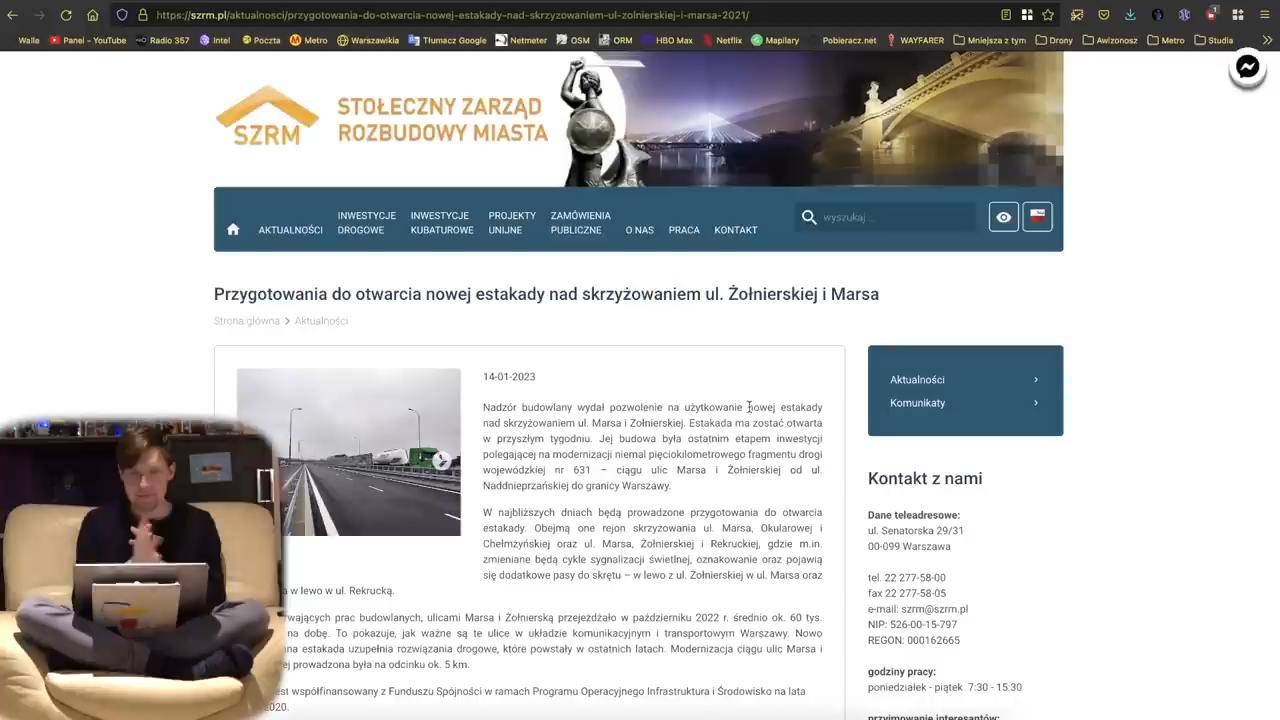 https://szrm.pl/aktualnosci/przygotowania-do-otwarcia-nowej-estakady-nad-skrzyzowaniem-ul-zolnierskiej-i-marsa-2021/
Walle Panel – YouTube Radio 357 Intel Poczta Metro Warszawikia Tłumacz Google Netmeter OSM ORM HBO Max Netflix Mapilary Pobieracz.net WAYFARER Mniejsza z tym Drony Awizonosz Metro Studia
SZRM
STOŁECZNY ZARZĄD
ROZBUDOWY MIASTA
AKTUALNOŚCI
INWESTYCJE DROGOWE
INWESTYCJE KUBATUROWE
PROJEKTY UNIJNE
ZAMÓWIENIA PUBLICZNE
O NAS
PRACA
KONTAKT
wyszukaj ...
Przygotowania do otwarcia nowej estakady nad skrzyżowaniem ul. Żołnierskiej i Marsa
Strona główna > Aktualności
14-01-2023
Nadzór budowlany wydał pozwolenie na użytkowanie nowej estakady
nad skrzyżowaniem ul. Marsa i Żołnierskiej. Estakada ma zostać otwarta
w przyszłym tygodniu. Jej budowa była ostatnim etapem inwestycji
polegającej na modernizacji niemal pięciokilometrowego fragmentu drogi
wojewódzkiej nr 631 – ciągu ulic Marsa i Żołnierskiej od ul.
Naddnieprzańskiej do granicy Warszawy.
W najbliższych dniach będą prowadzone przygotowania do otwarcia
estakady. Obejmą one rejon skrzyżowania ul. Marsa, Okularowej i
Chełmżyńskiej oraz ul. Marsa, Żołnierskiej i Rekruckiej, gdzie m.in.
zmieniane będą cykle sygnalizacji świetlnej, oznakowanie oraz pojawią
się dodatkowe pasy do skrętu – w lewo z ul. Żołnierskiej w ul. Marsa oraz
a w lewo w ul. Rekrucką.
rwających prac budowlanych, ulicami Marsa i Żołnierską przejeżdżało w październiku 2022 r. średnio ok. 60 tys.
na dobę. To pokazuje, jak ważne są te ulice w układzie komunikacyjnym i transportowym Warszawy. Nowo
ana estakada uzupełnia rozwiązania drogowe, które powstały w ostatnich latach. Modernizacja ciągu ulic Marsa i
ej prowadzona była na odcinku ok. 5 km.
est współfinansowany z Funduszu Spójności w ramach Programu Operacyjnego Infrastruktura i Środowisko na lata
2020.
Aktualności
Komunikaty
Kontakt z nami
Dane teleadresowe:
ul. Senatorska 29/31
00-099 Warszawa
tel. 22 277-58-00
fax 22 277-58-05
e-mail: szrm@szrm.pl
NIP: 526-00-15-797
REGON: 000162665
godziny pracy:
poniedziałek - piątek 7:30 - 15:30
przyjmowanie interesantów: